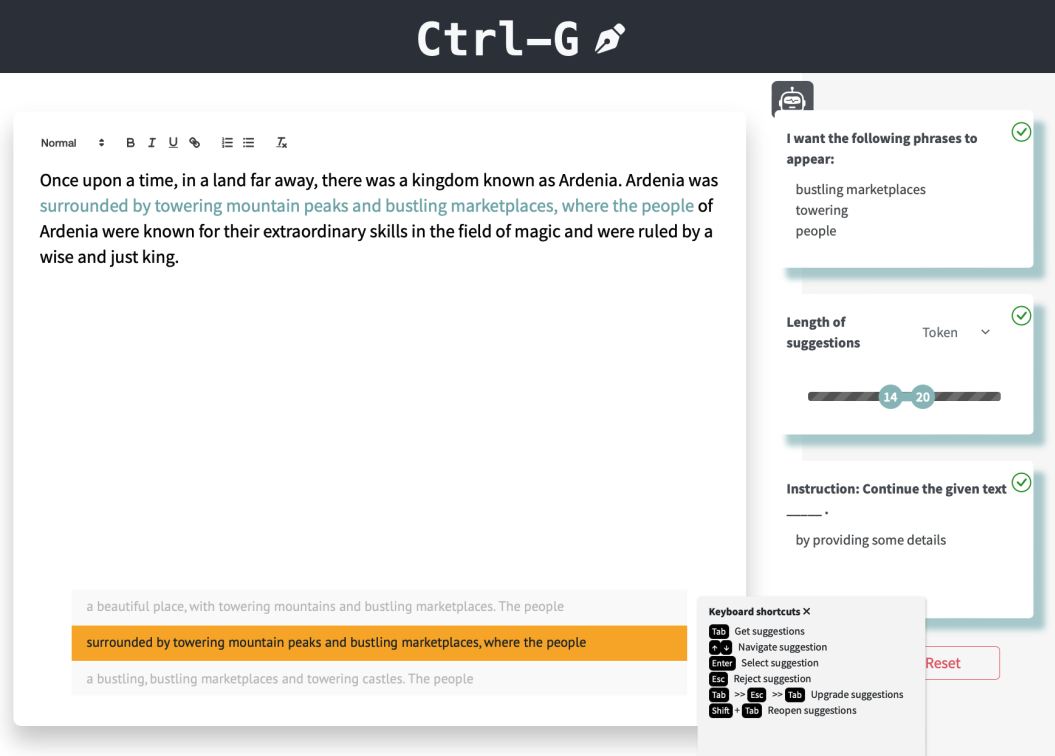 Ctrl-G
Normal
B I U
Once upon a time, in a land far away, there was a kingdom known as Ardenia. Ardenia was
surrounded by towering mountain peaks and bustling marketplaces, where the people of
Ardenia were known for their extraordinary skills in the field of magic and were ruled by a
wise and just king.
a beautiful place, with towering mountains and bustling marketplaces. The people
surrounded by towering mountain peaks and bustling marketplaces, where the people
a bustling, bustling marketplaces and towering castles. The people
I want the following phrases to
appear:
bustling marketplaces
towering
people
Length of
suggestions
Token
14 20
Instruction: Continue the given text
_____ .
by providing some details
Keyboard shortcuts ×
Tab Get suggestions
↑ ↓ Navigate suggestion
Enter Select suggestion
Esc Reject suggestion
Tab >> Esc >> Tab Upgrade suggestions
Shift + Tab Reopen suggestions
Reset